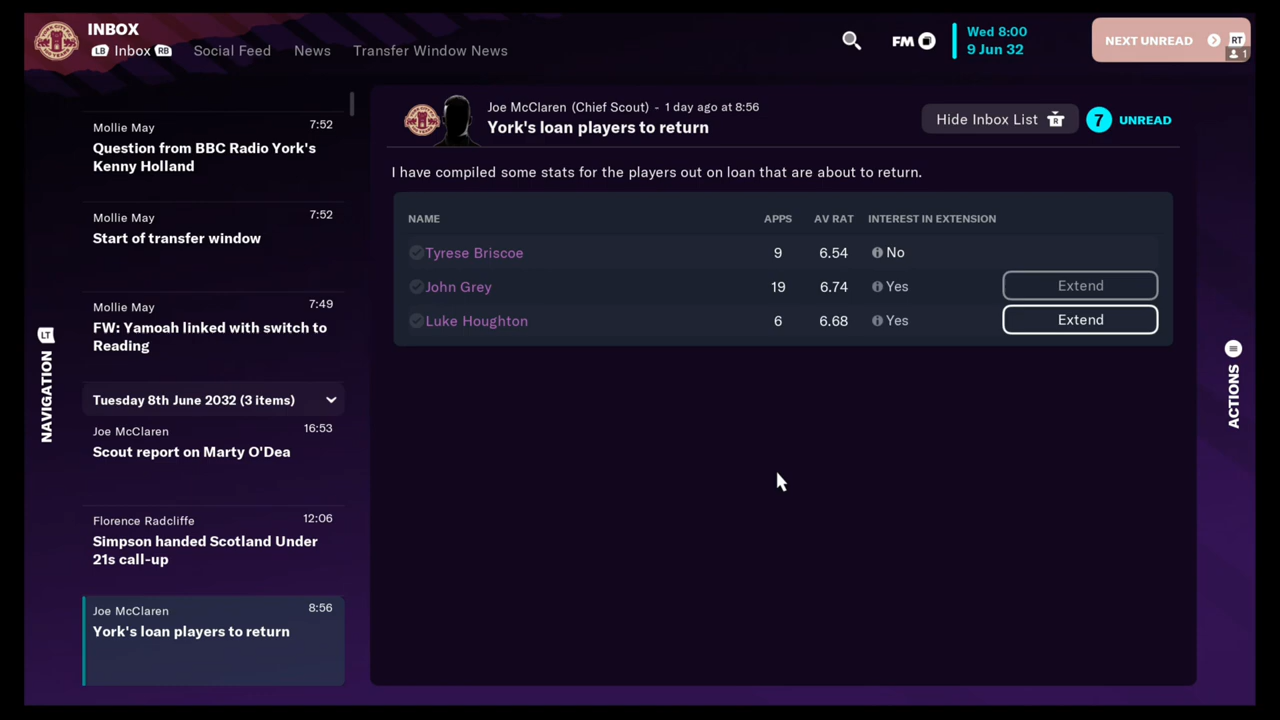 INBOX
LB Inbox RB Social Feed News Transfer Window News
FM
Wed 8:00
9 Jun 32
NEXT UNREAD RT
1
Mollie May 7:52
Question from BBC Radio York's
Kenny Holland
Mollie May 7:52
Start of transfer window
Mollie May 7:49
FW: Yamoah linked with switch to
Reading
Tuesday 8th June 2032 (3 items)
Joe McClaren 16:53
Scout report on Marty O'Dea
Florence Radcliffe 12:06
Simpson handed Scotland Under
21s call-up
Joe McClaren 8:56
York's loan players to return
LT
NAVIGATION
Joe McClaren (Chief Scout) - 1 day ago at 8:56
York's loan players to return
Hide Inbox List R
7 UNREAD
I have compiled some stats for the players out on loan that are about to return.
NAME APPS AV RAT INTEREST IN EXTENSION
Tyrese Briscoe 9 6.54 No
John Grey 19 6.74 Yes Extend
Luke Houghton 6 6.68 Yes Extend
ACTIONS